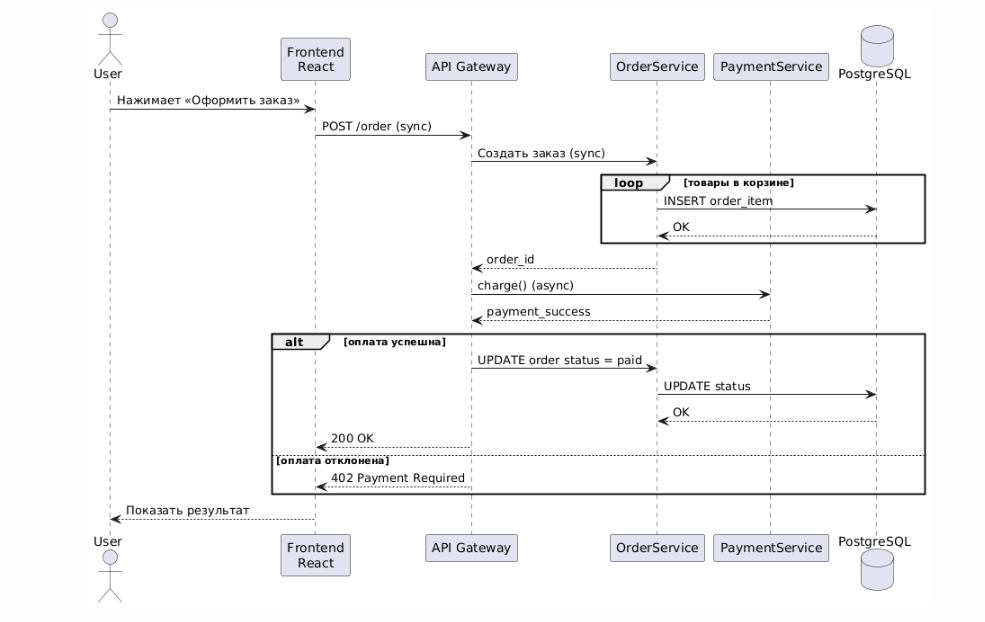 User
Frontend
React
API Gateway
OrderService
PaymentService
PostgreSQL
Нажимает «Оформить заказ»
POST /order (sync)
Создать заказ (sync)
loop
[товары в корзине]
INSERT order_item
OK
order_id
charge() (async)
payment_success
alt
[оплата успешна]
UPDATE order status = paid
UPDATE status
OK
200 OK
[оплата отклонена]
402 Payment Required
Показать результат
User
Frontend
React
API Gateway
OrderService
PaymentService
PostgreSQL